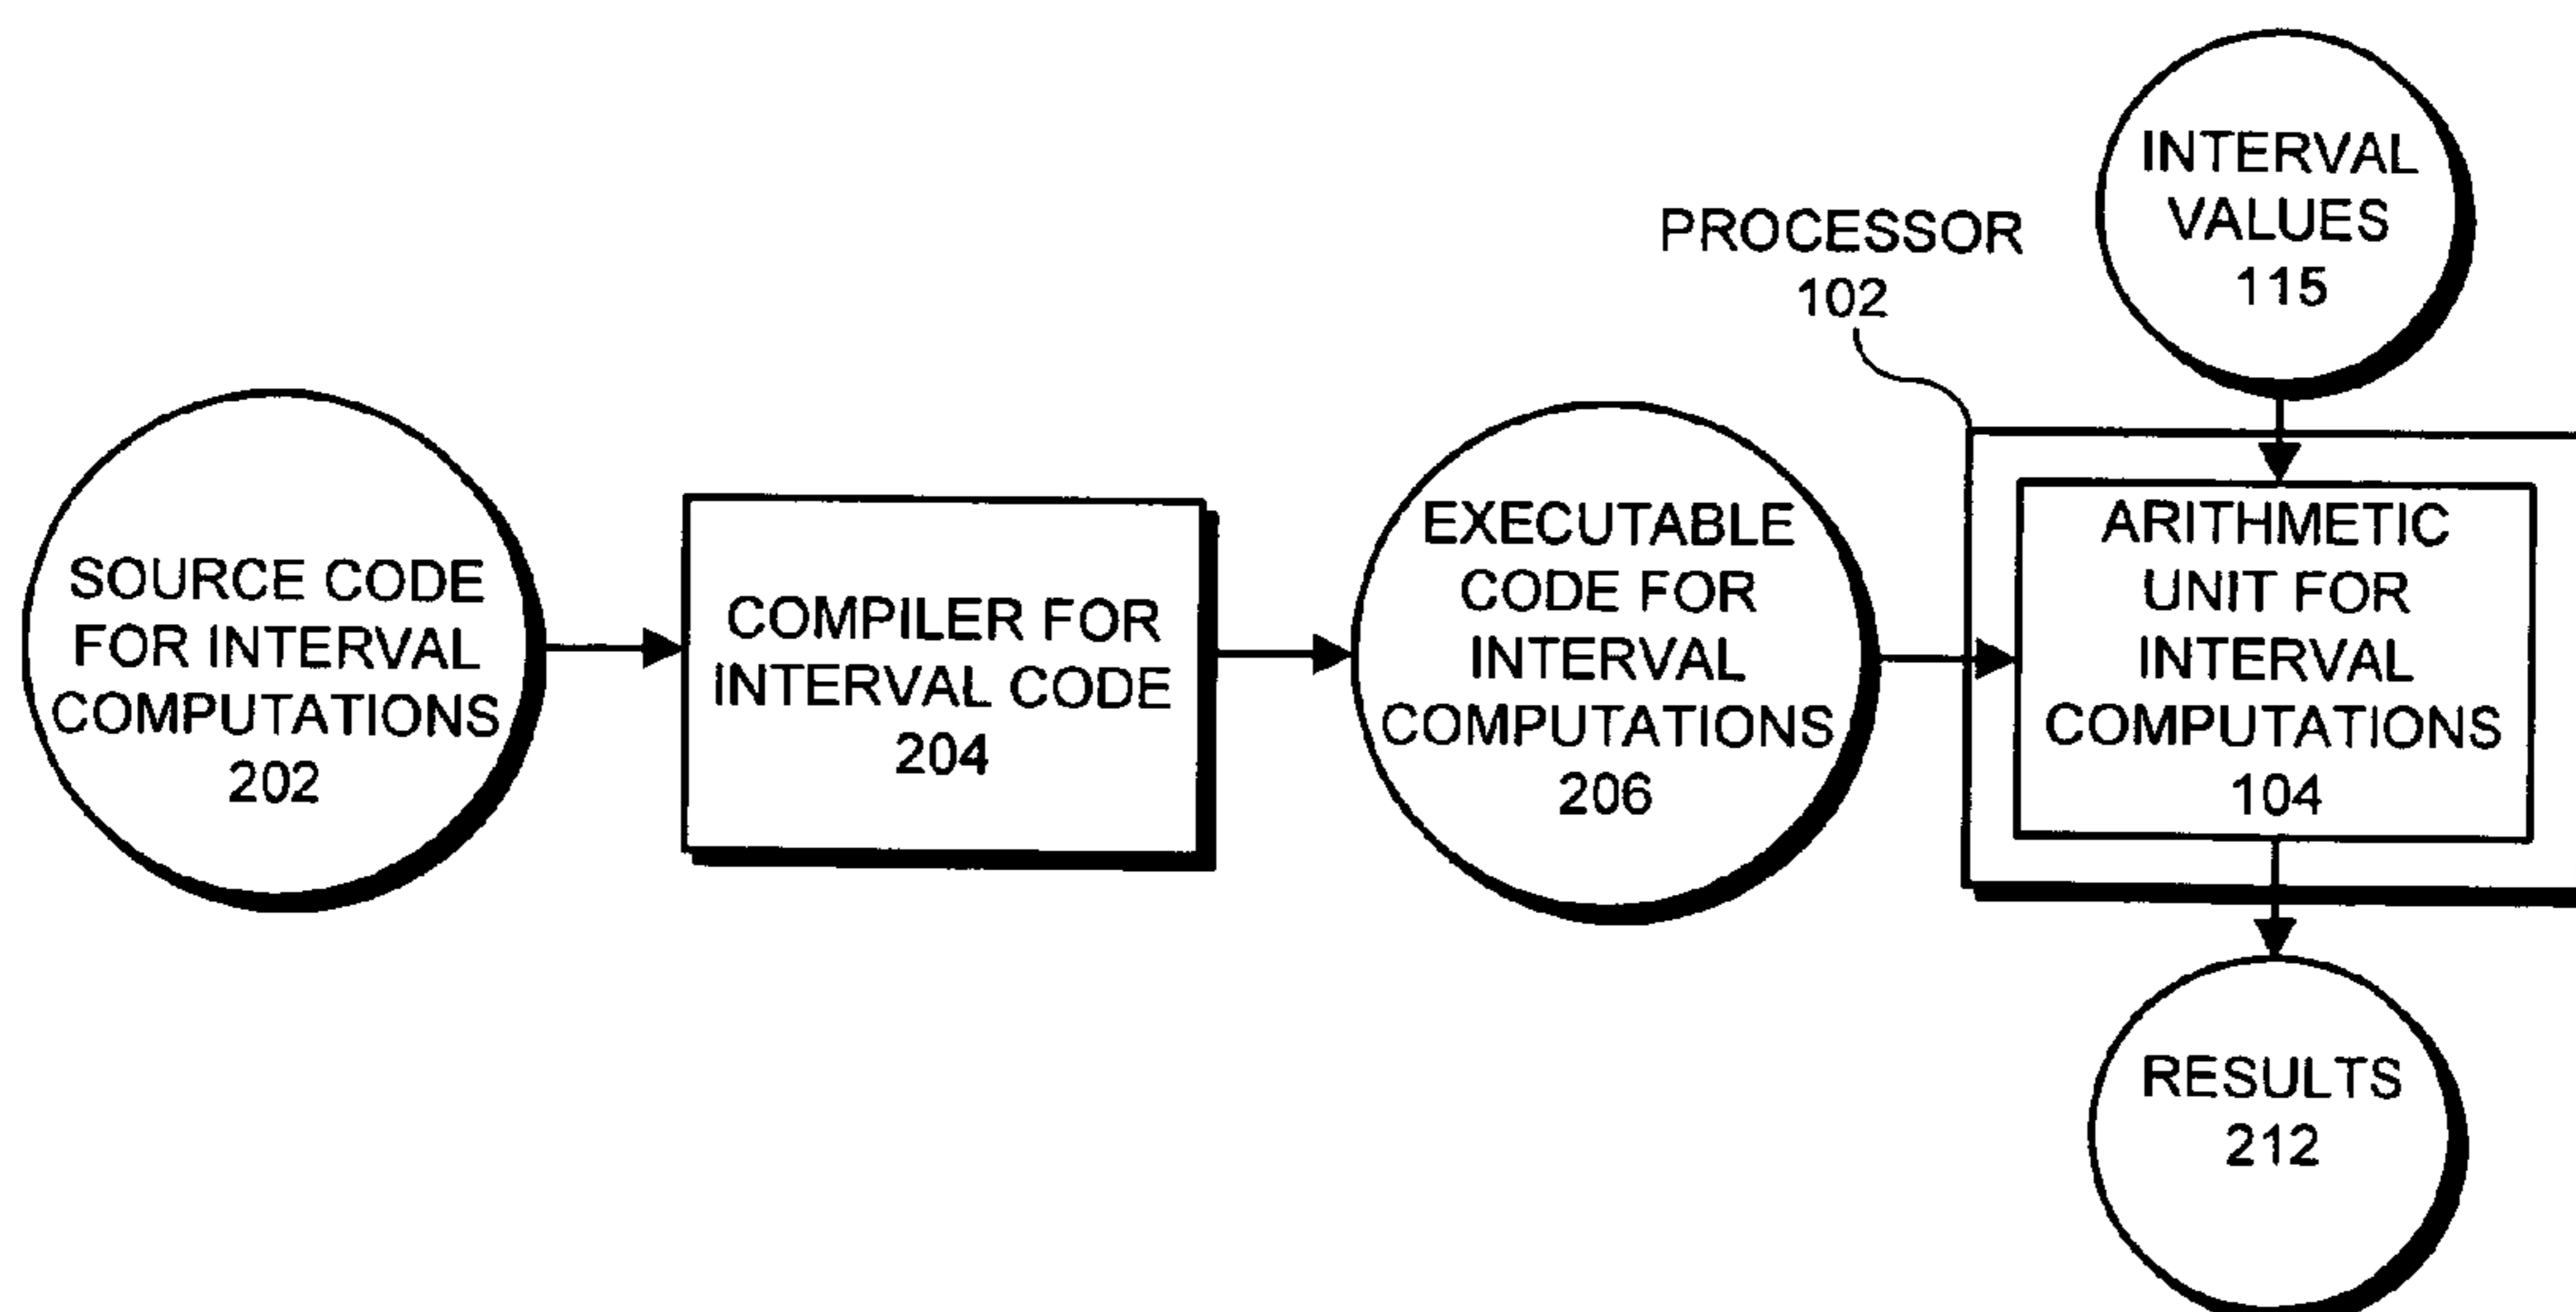 SOURCE CODE
FOR INTERVAL
COMPUTATIONS
202
COMPILER FOR
INTERVAL CODE
204
EXECUTABLE
CODE FOR
INTERVAL
COMPUTATIONS
206
PROCESSOR
102
INTERVAL
VALUES
115
ARITHMETIC
UNIT FOR
INTERVAL
COMPUTATIONS
104
RESULTS
212